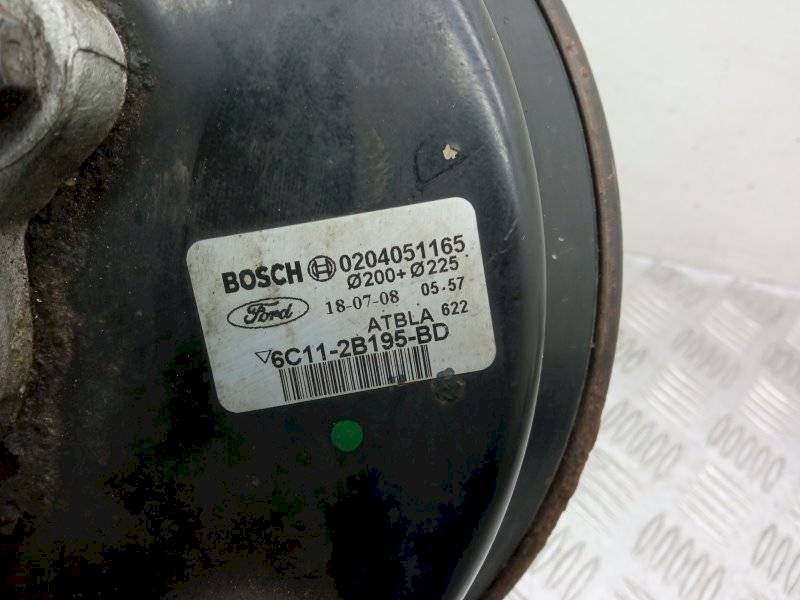 BOSCH 0204051165
Ø200+Ø225
Ford 18-07-08 05.57
ATBLA 622
6C11-2B195-BD